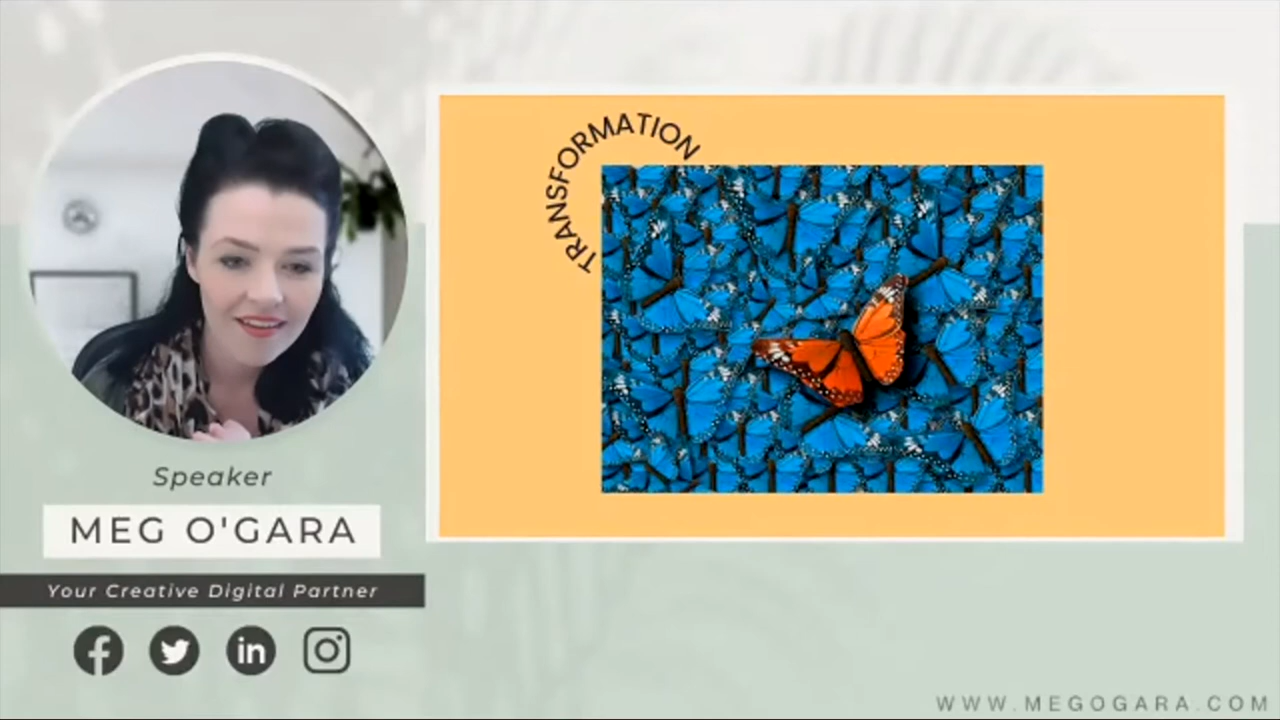 TRANSFORMATION
Speaker
MEG O'GARA
Your Creative Digital Partner
WWW.MEGOGARA.COM